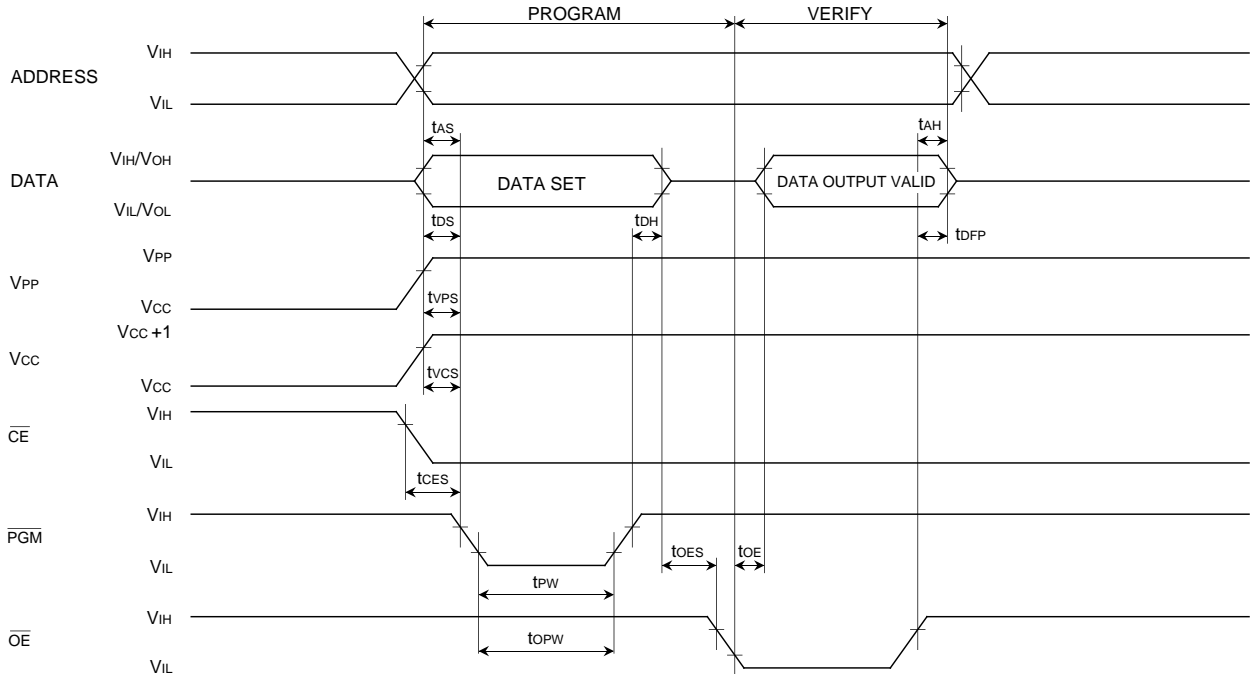 PROGRAM VERIFY
VIH
ADDRESS
VIL
tAS tAH
VIH/VOH
DATA DATA SET DATA OUTPUT VALID
VIL/VOL
tDS tDH tDFP
VPP
VPP
tVPS
VCC
VCC +1
VCC
tVCS
VCC
VIH
CE
VIL
tCES
VIH
PGM
tOES tOE
VIL
tPW
VIH
OE
tOPW
VIL